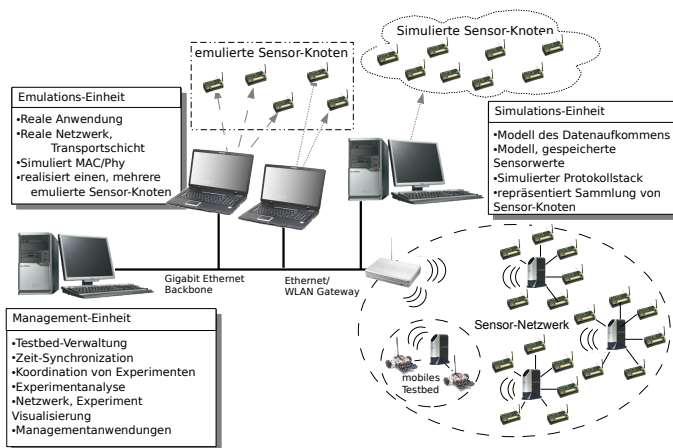 Simulierte Sensor-Knoten
emulierte Sensor-Knoten
Emulations-Einheit
•Reale Anwendung
•Reale Netzwerk,
Transportschicht
•Simuliert MAC/Phy
•realisiert einen, mehrere
emulierte Sensor-Knoten
Simulations-Einheit
•Modell des Datenaufkommens
•Modell, gespeicherte
Sensorwerte
•Simulierter Protokollstack
•repräsentiert Sammlung von
Sensor-Knoten
Gigabit Ethernet
Backbone
Ethernet/
WLAN Gateway
Sensor-Netzwerk
mobiles
Testbed
Management-Einheit
•Testbed-Verwaltung
•Zeit-Synchronization
•Koordination von Experimenten
•Experimentanalyse
•Netzwerk, Experiment
Visualisierung
•Managementanwendungen